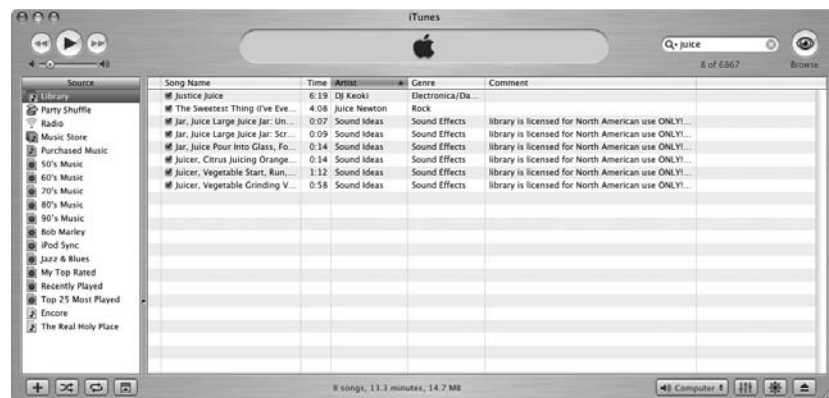 iTunes
juice
8 of 6867
Browse
Source
Song Name Time Artist Genre Comment
Library
Party Shuffle
Radio
Music Store
Purchased Music
50's Music
60's Music
70's Music
80's Music
90's Music
Bob Marley
iPod Sync
Jazz & Blues
My Top Rated
Recently Played
Top 25 Most Played
Encore
The Real Holy Place
Justice Juice 6:19 DJ Keoki Electronica/Da...
The Sweetest Thing (I've Eve... 4:08 Juice Newton Rock
Jar, Juice Large Juice Jar: Un... 0:07 Sound Ideas Sound Effects library is licensed for North American use ONLY!...
Jar, Juice Large Juice Jar: Scr... 0:09 Sound Ideas Sound Effects library is licensed for North American use ONLY!...
Jar, Juice Pour Into Glass, Fo... 0:14 Sound Ideas Sound Effects library is licensed for North American use ONLY!...
Juicer, Citrus Juicing Orange... 0:14 Sound Ideas Sound Effects library is licensed for North American use ONLY!...
Juicer, Vegetable Start, Run,... 1:12 Sound Ideas Sound Effects library is licensed for North American use ONLY!...
Juicer, Vegetable Grinding V... 0:58 Sound Ideas Sound Effects library is licensed for North American use ONLY!...
8 songs, 13.3 minutes, 14.7 MB
Computer